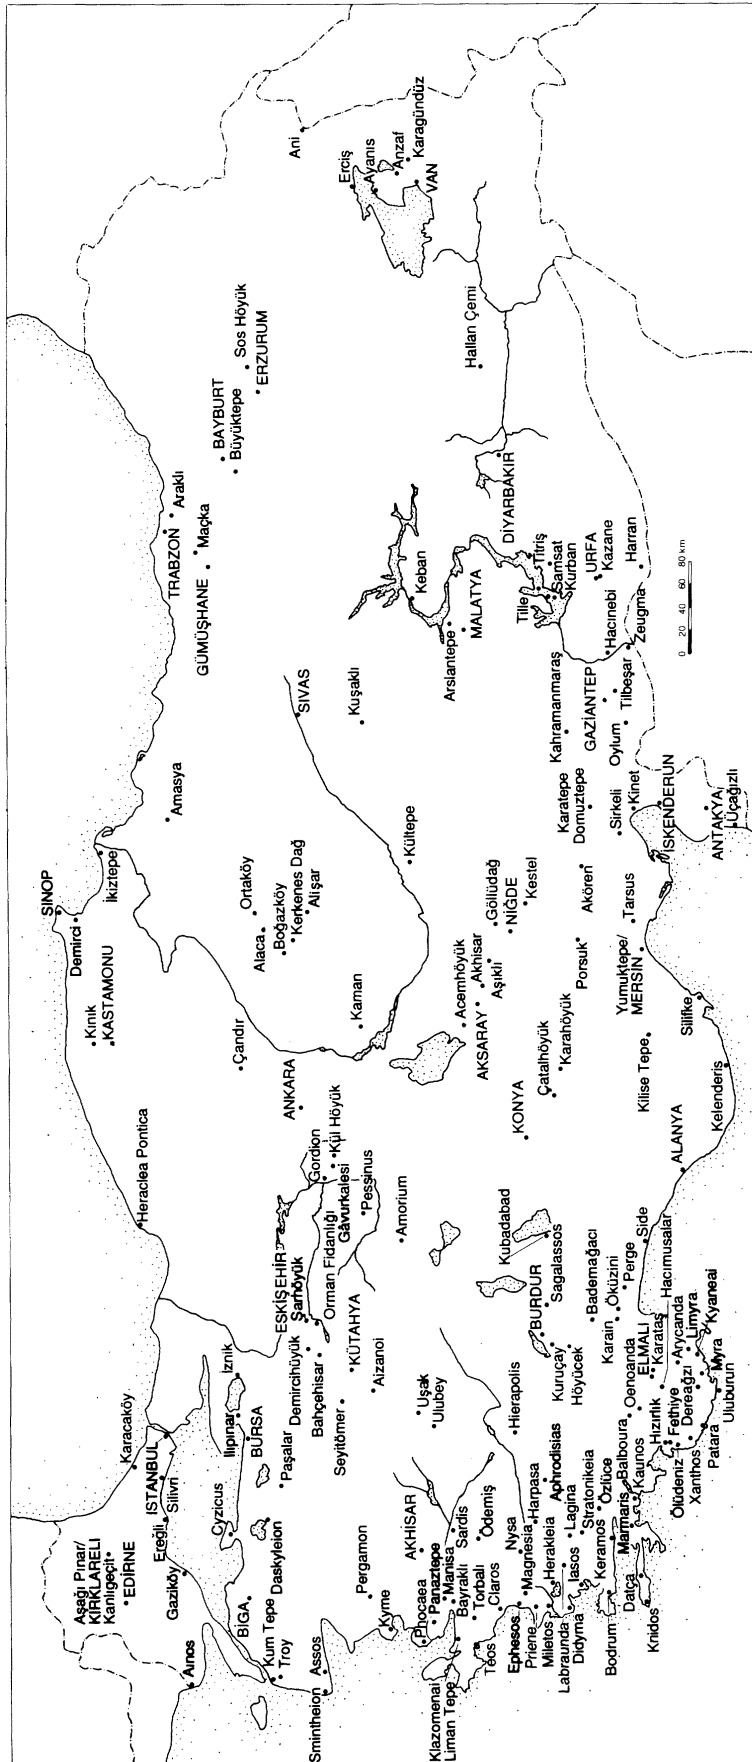 Aşağı Pınar/
KIRKLARELİ
Kanlıgeçit
EDİRNE
Karacaköy
İSTANBUL
Silivri
Ereğli
Gaziköy
Ainos
Cyzicus
BİGA
Kum Tepe
Troy
Daskyleion
Smintheion
Assos
İznik
Ilıpınar
BURSA
Paşalar
Demircihüyük
Bahçehisar
Seyitömer
ESKİŞEHİR
Şarhöyük
Orman Fidanlığı
KÜTAHYA
Aizanoi
Heraclea Pontica
Kınık
KASTAMONU
Demirci
SİNOP
İkiztepe
Çandır
ANKARA
Gordion
Kül Höyük
Gâvurkalesi
Pessinus
Amorium
Amasya
Ortaköy
Alaca
Boğazköy
Kerkenes Dağ
Alişar
Kaman
SİVAS
Kuşaklı
Kültepe
TRABZON
Araklı
Maçka
GÜMÜŞHANE
BAYBURT
Büyüktepe
Sos Höyük
ERZURUM
Ani
Erciş
Ayanıs
Anzaf
Karagündüz
VAN
Hallan Çemi
DİYARBAKIR
Keban
Arslantepe
MALATYA
Tille
Titriş
Samsat
Kurban
URFA
Kazane
Harran
Hacınebi
Zeugma
Kahramanmaraş
GAZİANTEP
Tilbeşar
Oylum
Karatepe
Domuztepe
Sirkeli
Kinet
İSKENDERUN
ANTAKYA
Uçağızlı
0 20 40 60 80 km
Acemhöyük
AKSARAY
Akhisar
Aşıklı
Göllüdağ
NİĞDE
Kestel
Akören
Porsuk
Tarsus
Yumuktepe/
MERSİN
Çatalhöyük
Karahöyük
KONYA
Kilise Tepe
Silifke
Kelenderis
ALANYA
Kubadabad
Sagalassos
BURDUR
Kuruçay
Höyücek
Bademağacı
Öküzini
Karain
Perge
Side
Hacımusalar
Karataş
ELMALI
Oenoanda
Arycanda
Limyra
Kyaneai
Dereağzı
Myra
Uluburun
Patara
Xanthos
Fethiye
Hızırlık
Ölüdeniz
Kaunos
Balboura
Pergamon
Kyme
AKHİSAR
Phocaea
Panaztepe
Manisa
Sardis
Bayraklı
Torbalı
Ödemiş
Claros
Klazomenai
Liman Tepe
Teos
Uşak
Ulubey
Hierapolis
Nysa
Harpasa
Magnesia
Aphrodisias
Ephesos
Priene
Miletos
Herakleia
Labraunda
Didyma
Iasos
Lagina
Stratonikeia
Keramos
Özlüce
Bodrum
Marmaris
Datça
Knidos